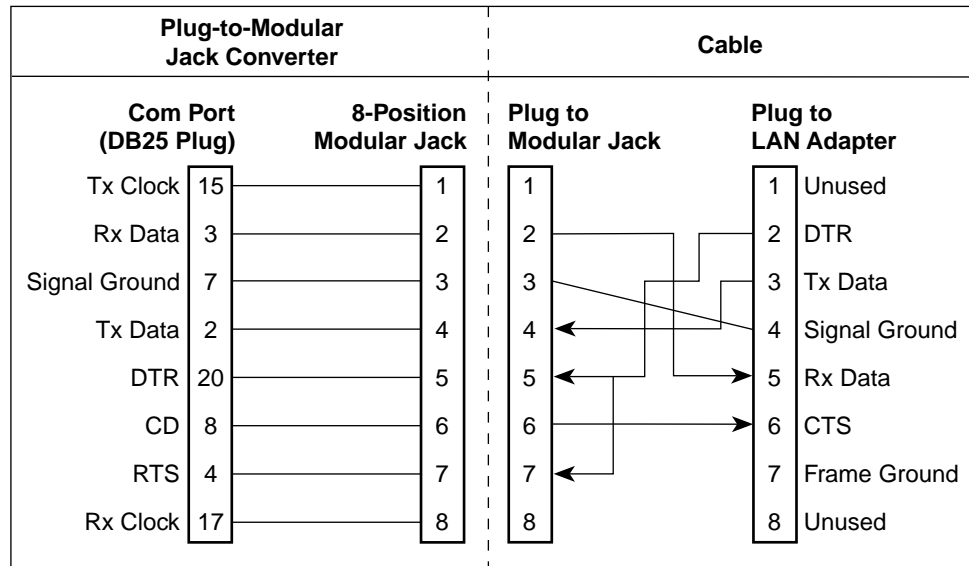 Plug-to-Modular
Jack Converter
Cable
Com Port
(DB25 Plug)
8-Position
Modular Jack
Plug to
Modular Jack
Plug to
LAN Adapter
Tx Clock 15 1 1 1 Unused
Rx Data 3 2 2 2 DTR
Signal Ground 7 3 3 3 Tx Data
Tx Data 2 4 4 4 Signal Ground
DTR 20 5 5 5 Rx Data
CD 8 6 6 6 CTS
RTS 4 7 7 7 Frame Ground
Rx Clock 17 8 8 8 Unused